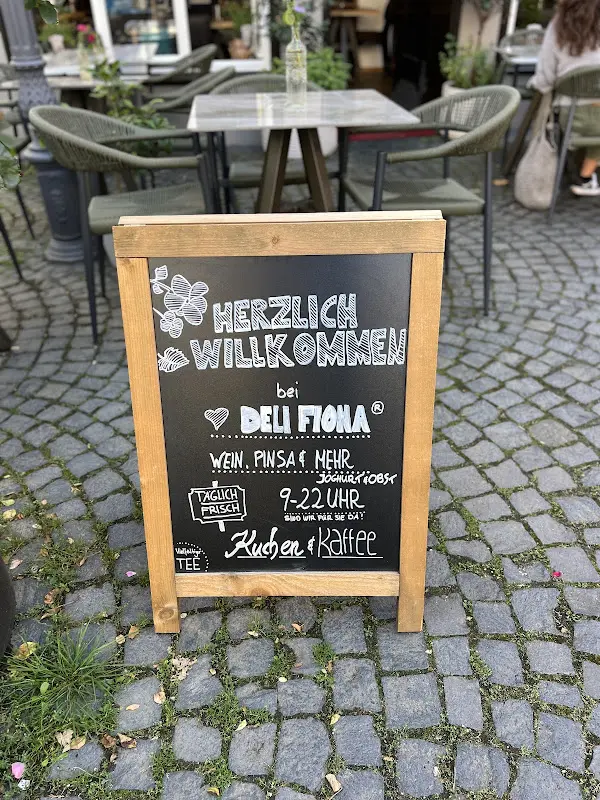 HERZLICH
WILLKOMMEN
bei
DELI FIONA®
WEIN, PINSA & MEHR
JOGHURT & OBST
TÄGLICH
FRISCH
9-22 UHR
SIND WIR FÜR SIE DA!
Kuchen & Kaffee
Vielfältiger
TEE